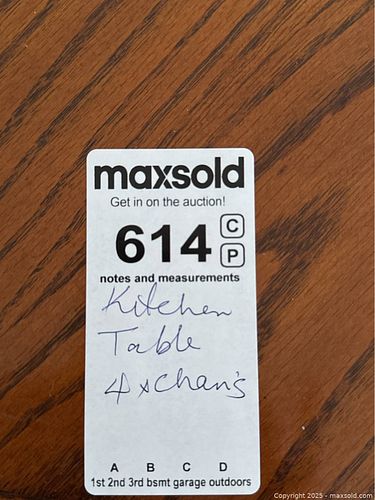 maxsold
Get in on the auction!
614 C
P
notes and measurements
Kitchen
Table
4 x chairs
A B C D
1st 2nd 3rd bsmt garage outdoors
Copyright 2025 - maxsold.com